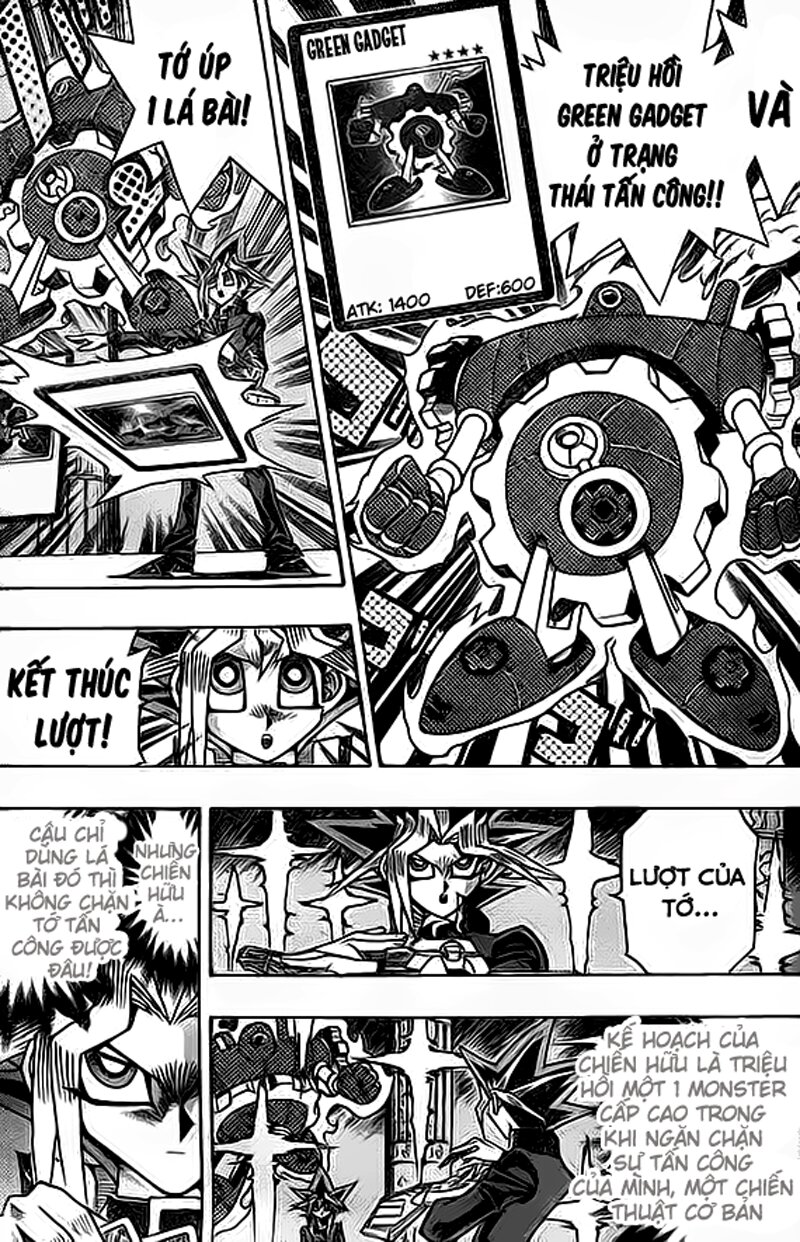 VÀ
TRIỆU HỒI
GREEN GADGET
Ở TRẠNG
THÁI TẤN CÔNG!!
GREEN GADGET
ATK: 1400
DEF:600
TỚ ÚP
1 LÁ BÀI!
KẾT THÚC
LƯỢT!
LƯỢT CỦA
TỚ...
KẾ HOẠCH CỦA
CHIẾN HỮU LÀ TRIỆU
HỒI MỘT 1 MONSTER
CẤP CAO TRONG
KHI NGĂN CHẶN
SỰ TẤN CÔNG
CỦA MÌNH, MỘT CHIẾN
THUẬT CƠ BẢN
NHƯNG
CHIẾN
HỮU
À...
CẬU CHỈ
DÙNG LÁ
BÀI ĐÓ THÌ
KHÔNG CHẶN
TỚ TẤN
CÔNG ĐƯỢC
ĐÂU!